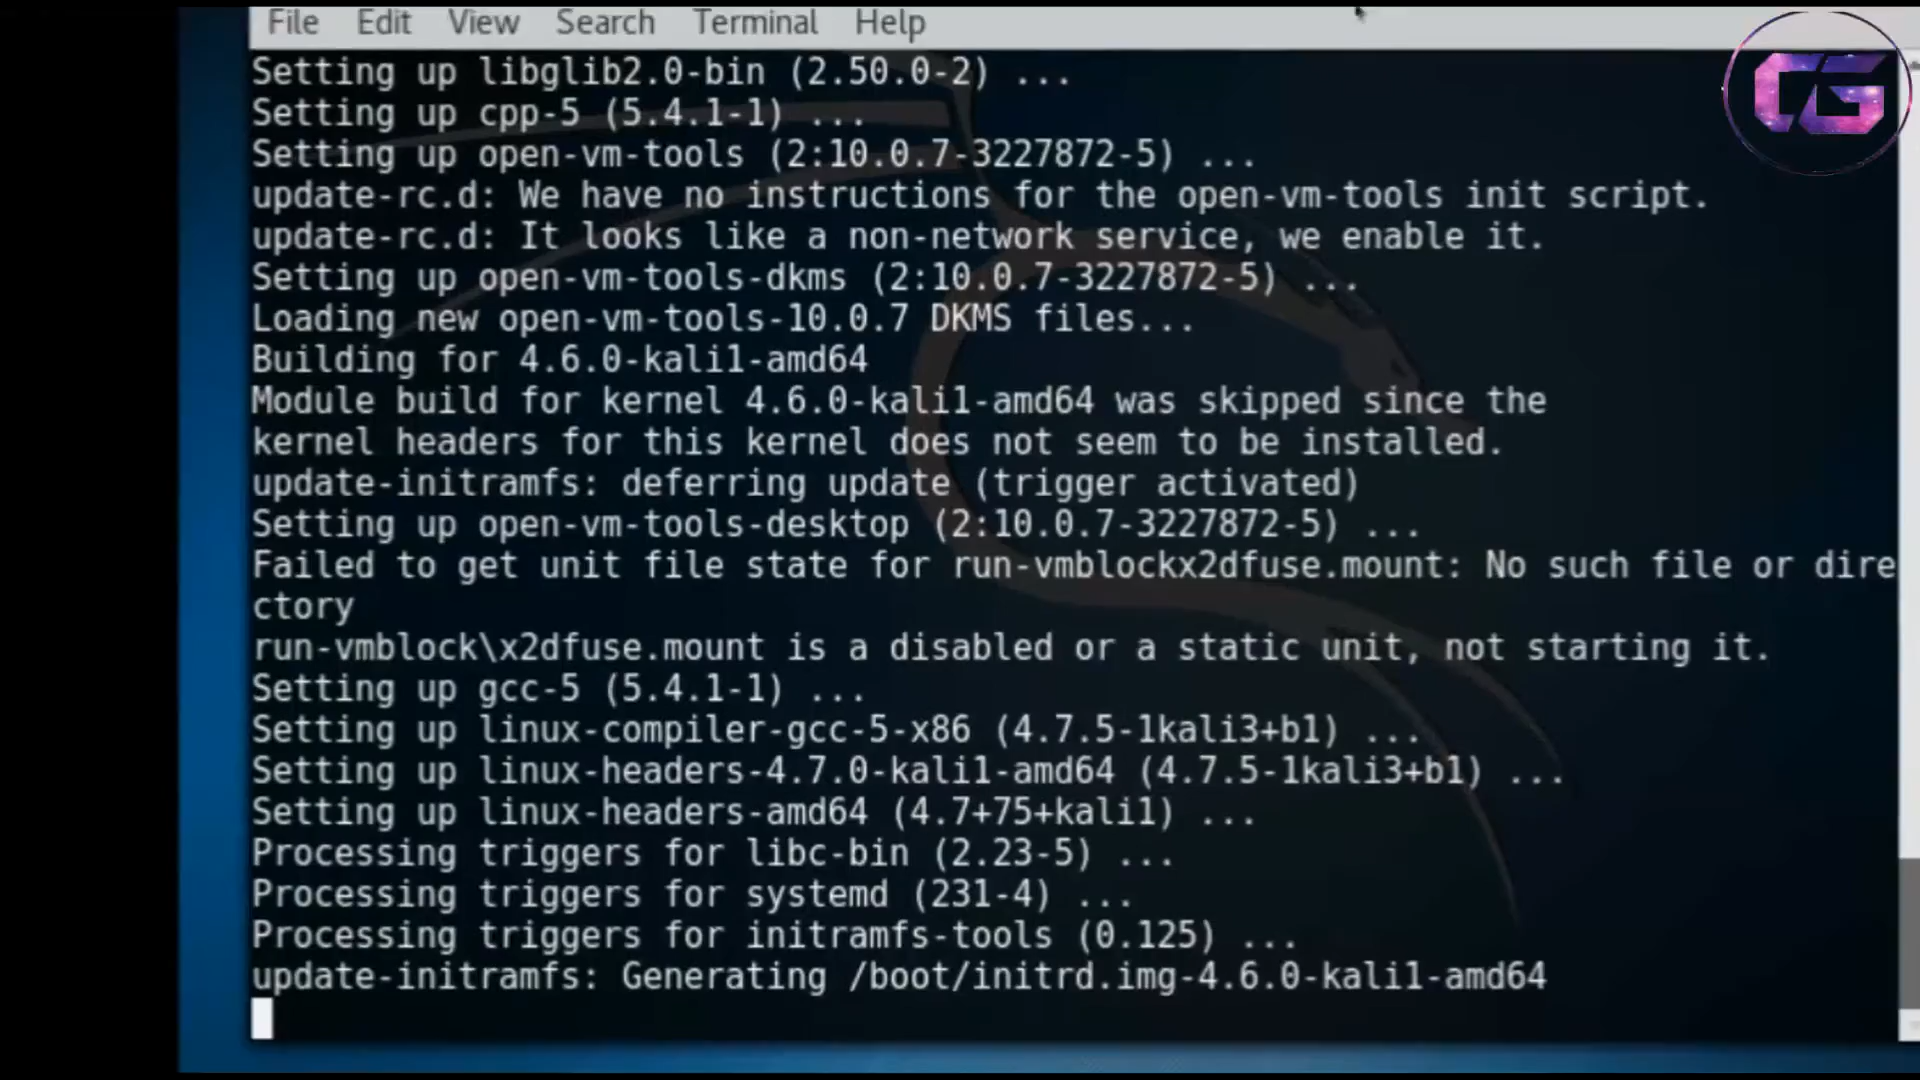 File Edit View Search Terminal Help
Setting up libglib2.0-bin (2.50.0-2) ...
Setting up cpp-5 (5.4.1-1) ...
Setting up open-vm-tools (2:10.0.7-3227872-5) ...
update-rc.d: We have no instructions for the open-vm-tools init script.
update-rc.d: It looks like a non-network service, we enable it.
Setting up open-vm-tools-dkms (2:10.0.7-3227872-5) ...
Loading new open-vm-tools-10.0.7 DKMS files...
Building for 4.6.0-kali1-amd64
Module build for kernel 4.6.0-kali1-amd64 was skipped since the
kernel headers for this kernel does not seem to be installed.
update-initramfs: deferring update (trigger activated)
Setting up open-vm-tools-desktop (2:10.0.7-3227872-5) ...
Failed to get unit file state for run-vmblockx2dfuse.mount: No such file or dire
ctory
run-vmblock\x2dfuse.mount is a disabled or a static unit, not starting it.
Setting up gcc-5 (5.4.1-1) ...
Setting up linux-compiler-gcc-5-x86 (4.7.5-1kali3+b1) ...
Setting up linux-headers-4.7.0-kali1-amd64 (4.7.5-1kali3+b1) ...
Setting up linux-headers-amd64 (4.7+75+kali1) ...
Processing triggers for libc-bin (2.23-5) ...
Processing triggers for systemd (231-4) ...
Processing triggers for initramfs-tools (0.125) ...
update-initramfs: Generating /boot/initrd.img-4.6.0-kali1-amd64
CG